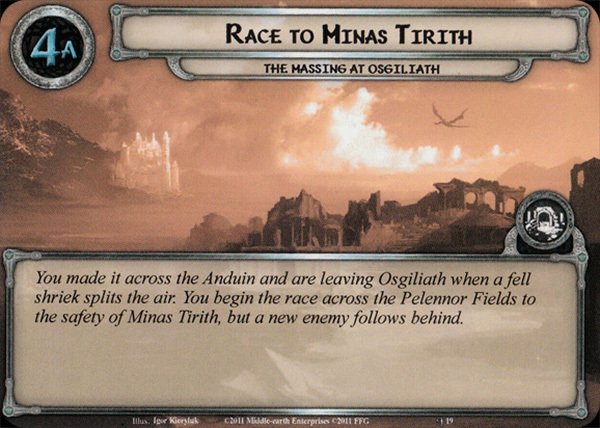 4A
RACE TO MINAS TIRITH
THE MASSING AT OSGILIATH
You made it across the Anduin and are leaving Osgiliath when a fell
shriek splits the air. You begin the race across the Pelennor Fields to
the safety of Minas Tirith, but a new enemy follows behind.
Illus. Igor Kieryluk ©2011 Middle-earth Enterprises ©2011 FFG 19